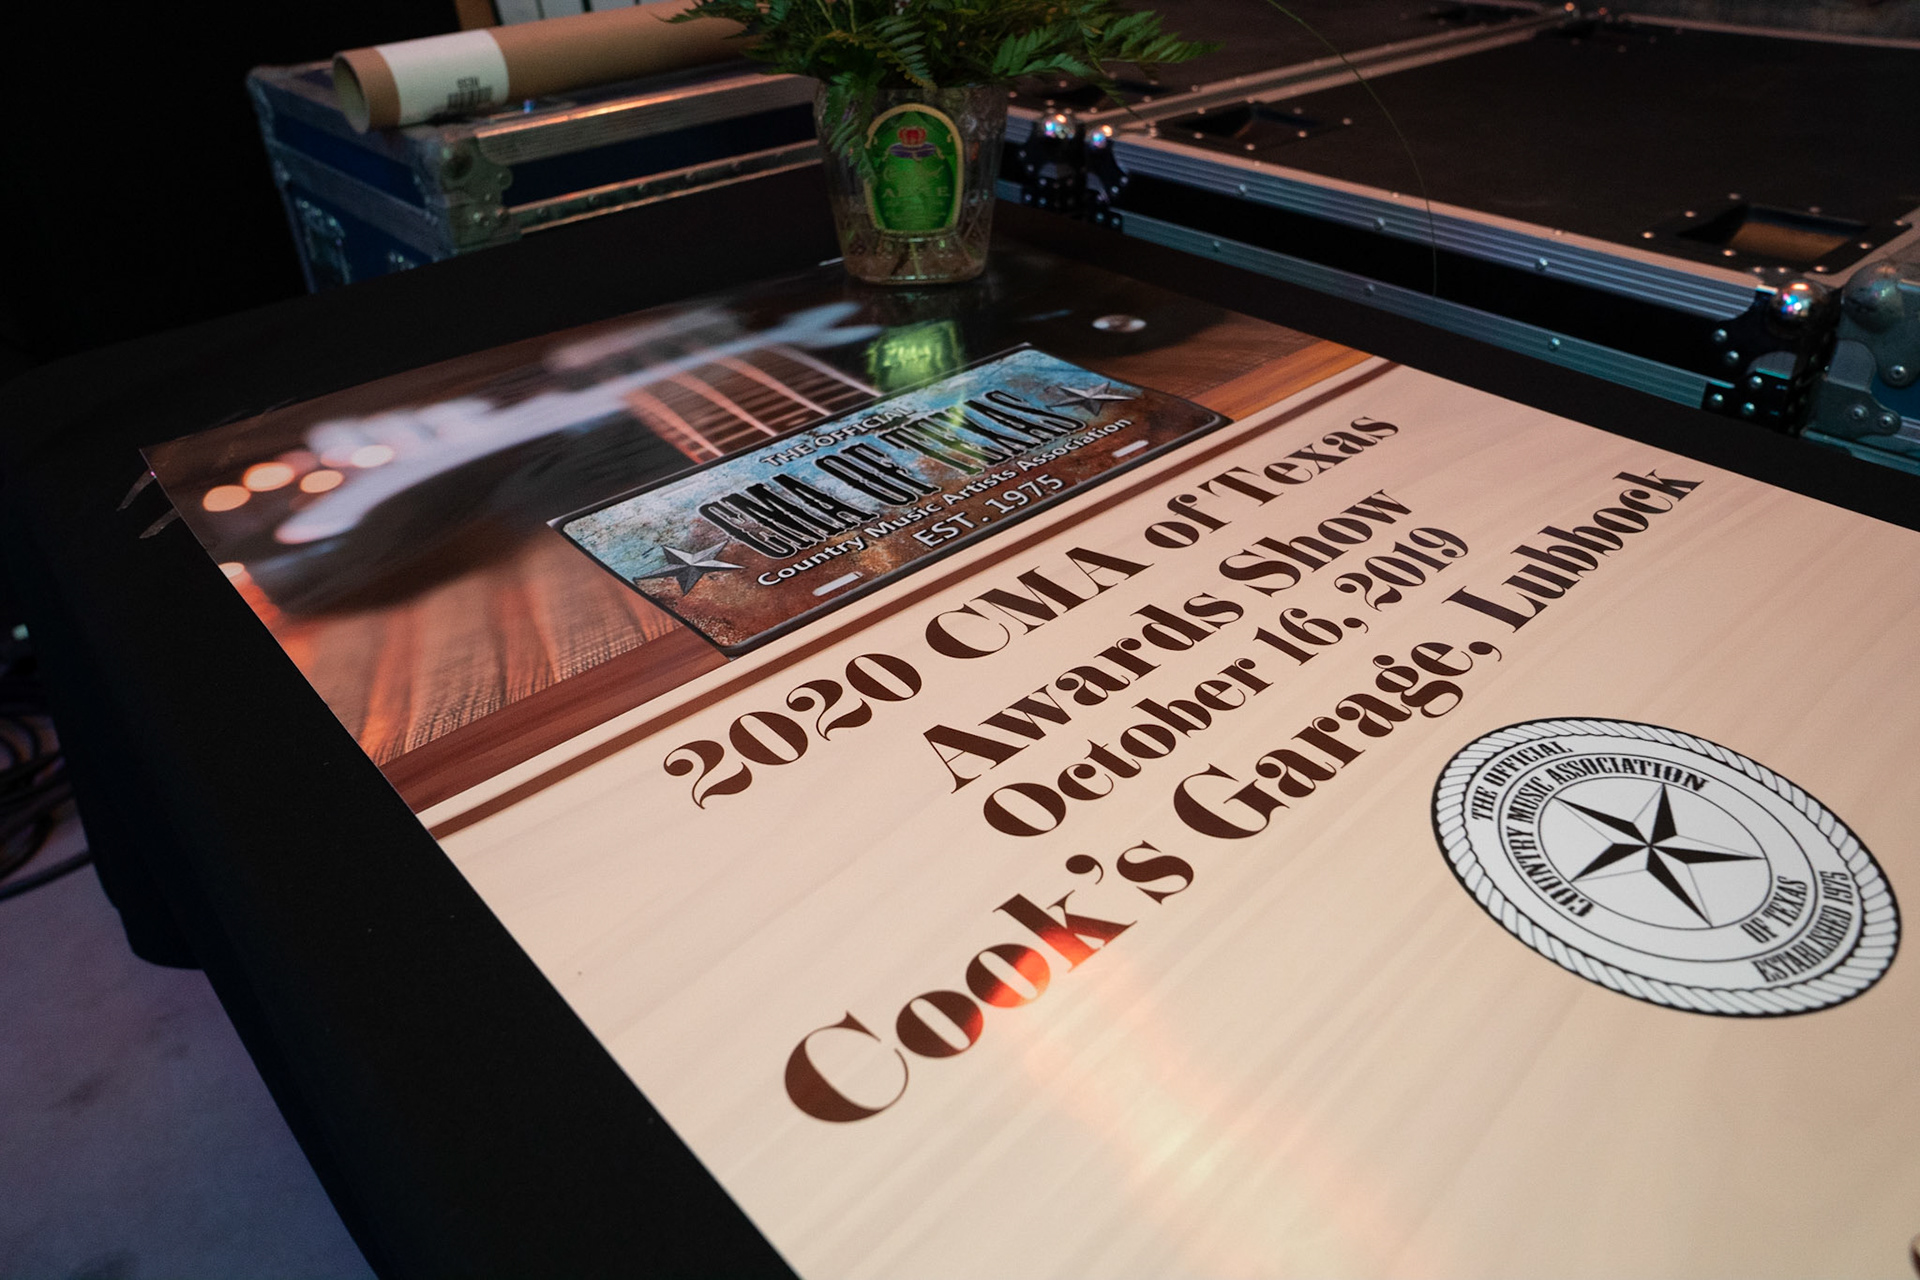 APPLE
THE OFFICIAL
CMA OF TEXAS
Country Music Artists Association
EST. 1975
2020 CMA of Texas
Awards Show
October 16, 2019
Cook's Garage, Lubbock
THE OFFICIAL
COUNTRY MUSIC ASSOCIATION
OF TEXAS
ESTABLISHED 1975